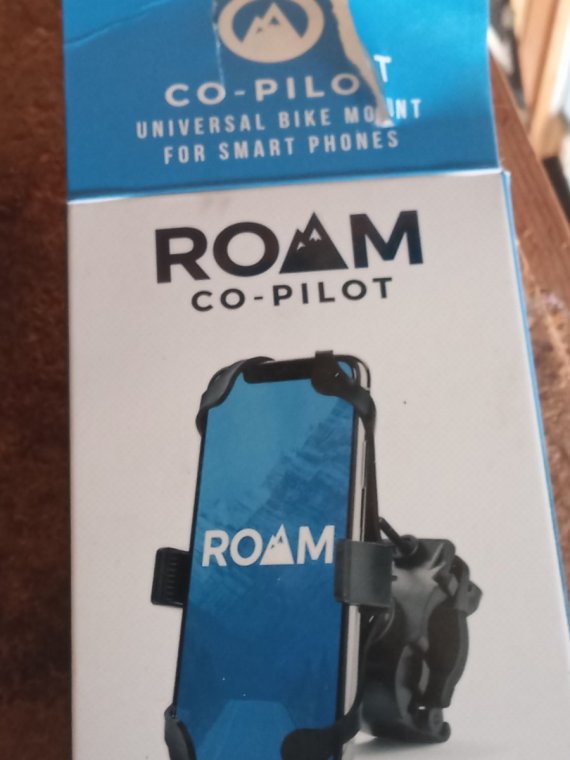 CO-PILOT
UNIVERSAL BIKE MOUNT
FOR SMART PHONES
ROAM
CO-PILOT
ROAM